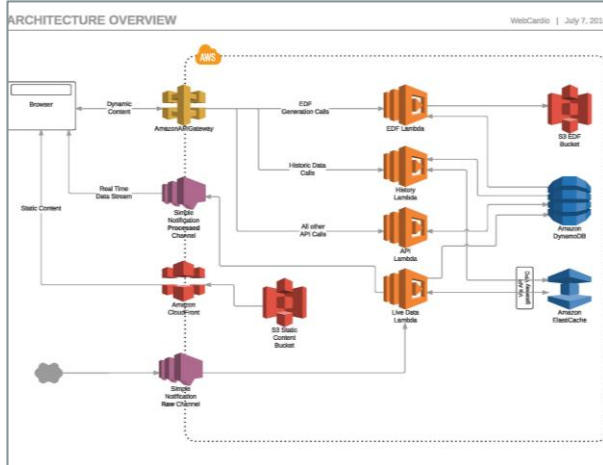 ARCHITECTURE OVERVIEW
WebCardio | July 7, 201
AWS
Browser
Dynamic
Content
AmazonAPIGateway
EDF
Generation Calls
EDF Lambda
S3 EDF
Bucket
Historic Data
Calls
History
Lambda
Real Time
Data Stream
Simple
Notification
Processed
Channel
Static Content
All other
API Calls
API
Lambda
Amazon
DynamoDB
Amazon
CloudFront
S3 Static
Content
Bucket
Live Data
Lambda
Via API
Amazon
ElastiCache
Simple
Notification
Raw Channel